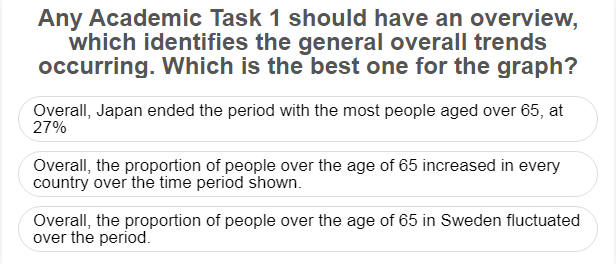 Any Academic Task 1 should have an overview,
which identifies the general overall trends
occurring. Which is the best one for the graph?
Overall, Japan ended the period with the most people aged over 65, at
27%
Overall, the proportion of people over the age of 65 increased in every
country over the time period shown.
Overall, the proportion of people over the age of 65 in Sweden fluctuated
over the period.